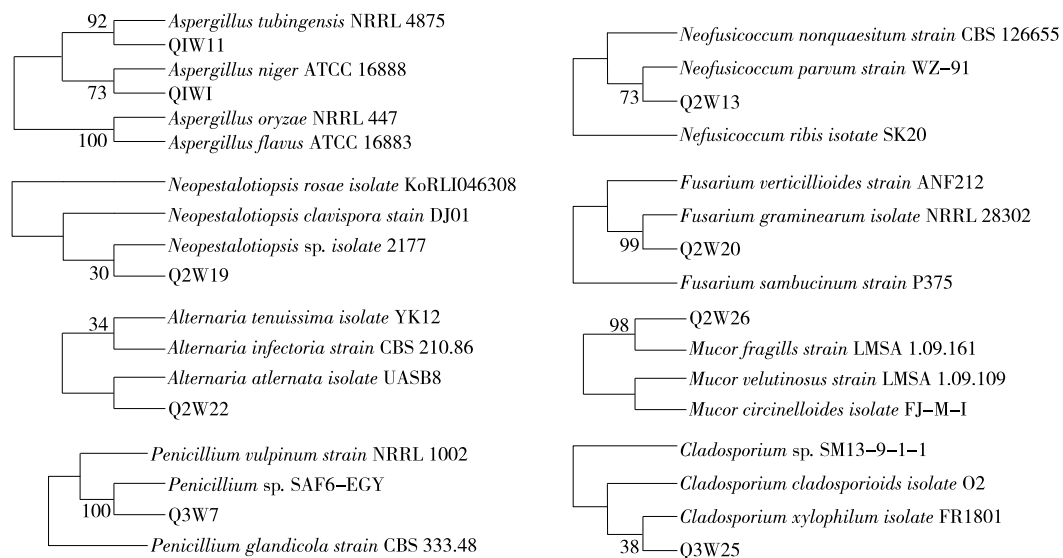 92
Aspergillus tubingensis NRRL 4875
QIW11
Aspergillus niger ATCC 16888
73
QIWI
Aspergillus oryzae NRRL 447
100
Aspergillus flavus ATCC 16883
Neopestalotiopsis rosae isolate KoRLI046308
Neopestalotiopsis clavispora stain DJ01
Neopestalotiopsis sp. isolate 2177
30
Q2W19
34
Alternaria tenuissima isolate YK12
Alternaria infectoria strain CBS 210.86
Alternaria atlernata isolate UASB8
Q2W22
Penicillium vulpinum strain NRRL 1002
Penicillium sp. SAF6-EGY
100
Q3W7
Penicillium glandicola strain CBS 333.48
Neofusicoccum nonquaesitum strain CBS 126655
Neofusicoccum parvum strain WZ-91
73
Q2W13
Nefusicoccum ribis isotate SK20
Fusarium verticillioides strain ANF212
Fusarium graminearum isolate NRRL 28302
99
Q2W20
Fusarium sambucinum strain P375
98
Q2W26
Mucor fragills strain LMSA 1.09.161
Mucor velutinosus strain LMSA 1.09.109
Mucor circinelloides isolate FJ-M-I
Cladosporium sp. SM13-9-1-1
Cladosporium cladosporioids isolate O2
Cladosporium xylophilum isolate FR1801
38
Q3W25